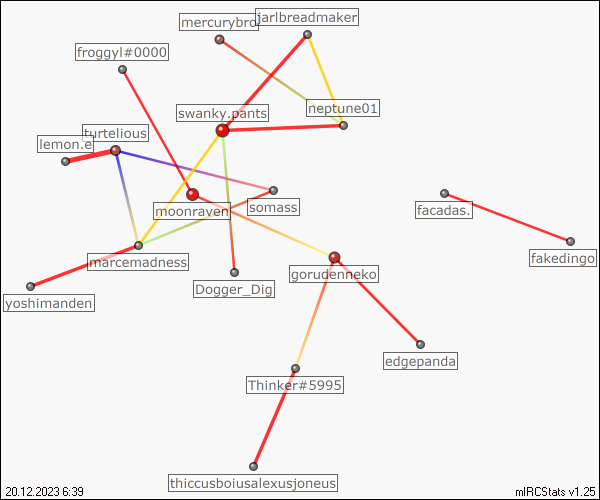 jarlbreadmaker
mercurybro
froggyl#0000
swanky.pants
neptune01
turtelious
lemon.e
moonraven
somass
facadas.
marcemadness
fakedingo
gorudenneko
yoshimanden
Dogger_Dig
edgepanda
Thinker#5995
thiccusboiusalexusjoneus
20.12.2023 6:39
mIRCStats v1.25